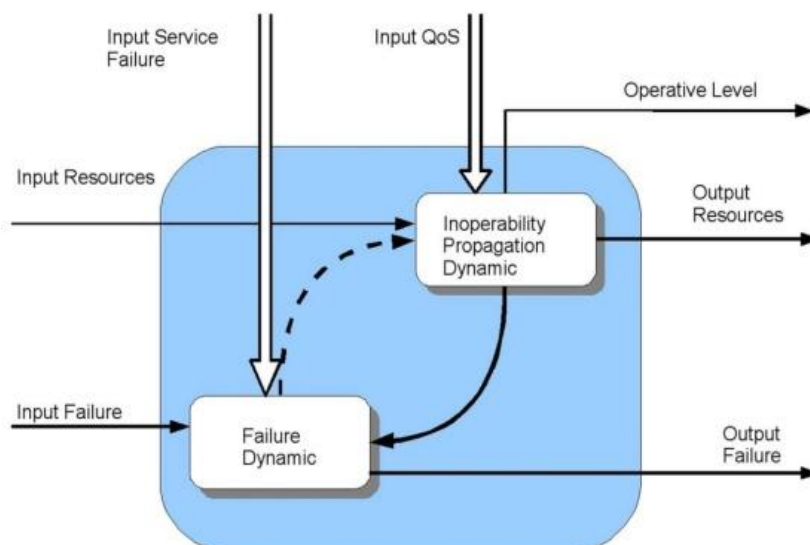 Input Service
Failure
Input QoS
Operative Level
Input Resources
Output
Resources
Inoperability
Propagation
Dynamic
Input Failure
Failure
Dynamic
Output
Failure